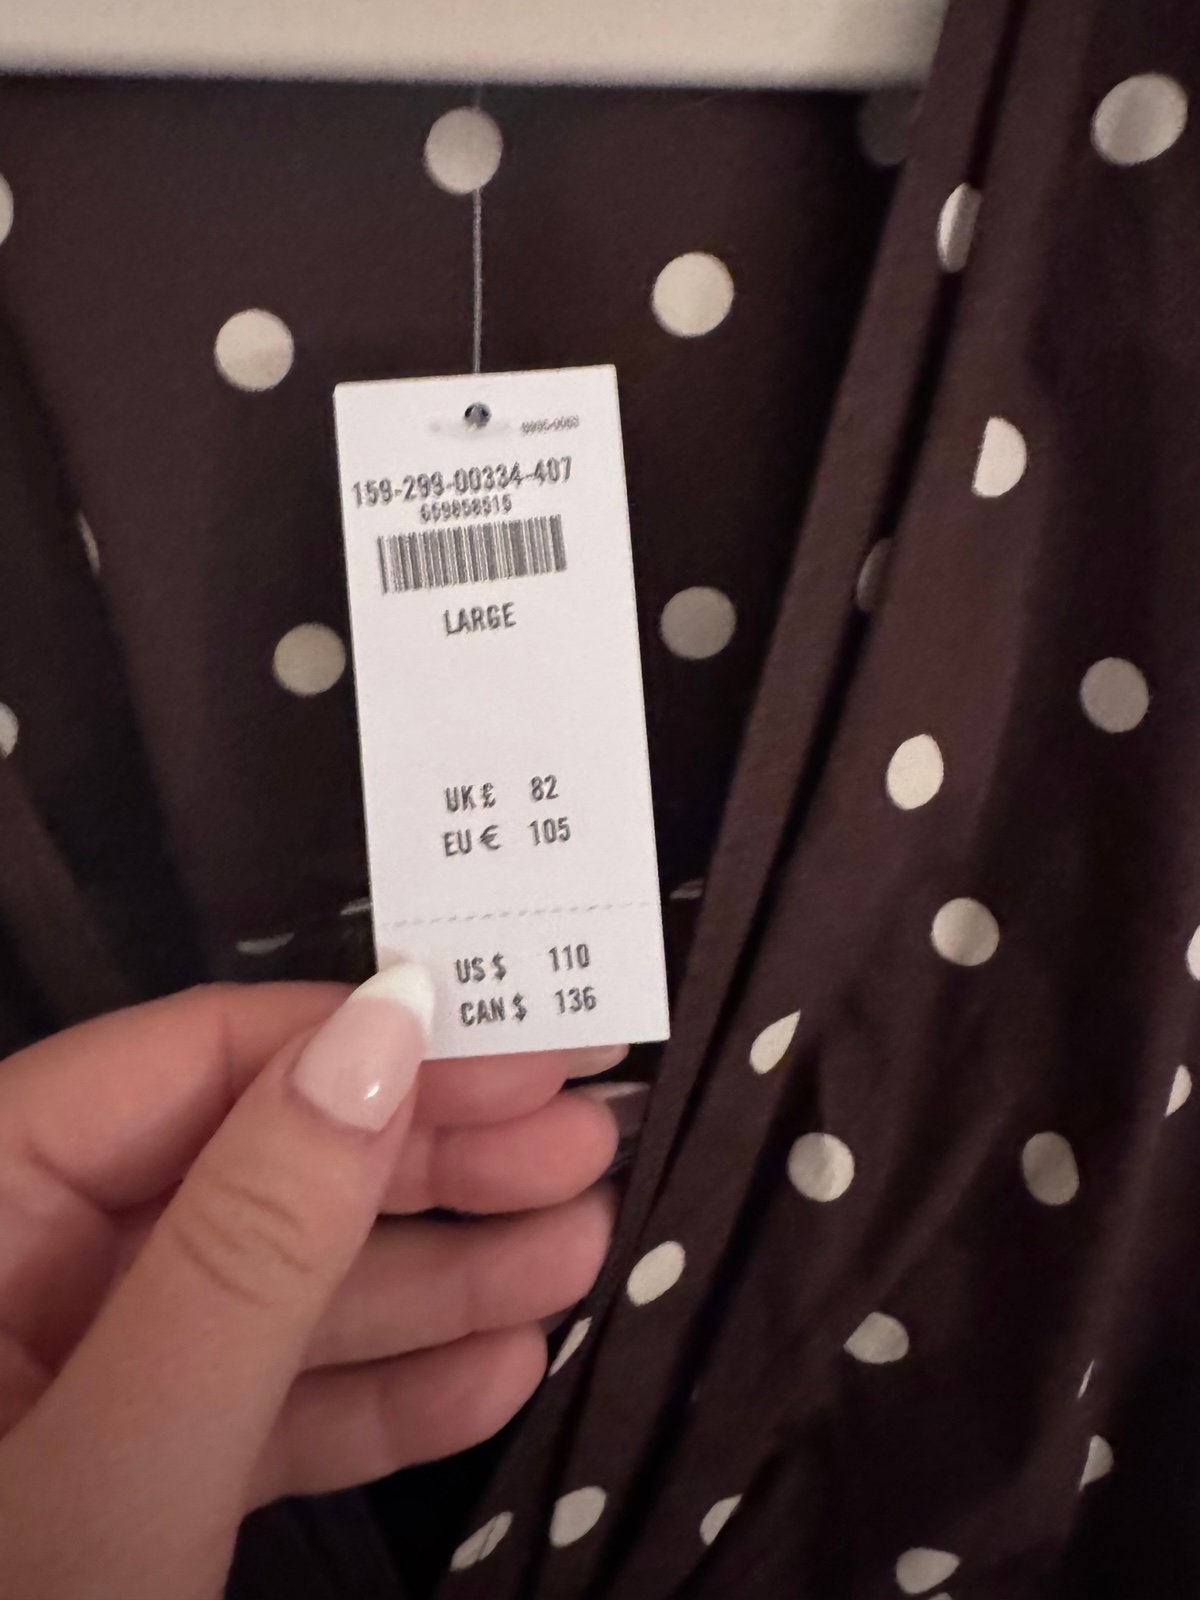 159-299-00334-407
659858515
LARGE
UK £ 82
EU € 105
US $ 110
CAN $ 136